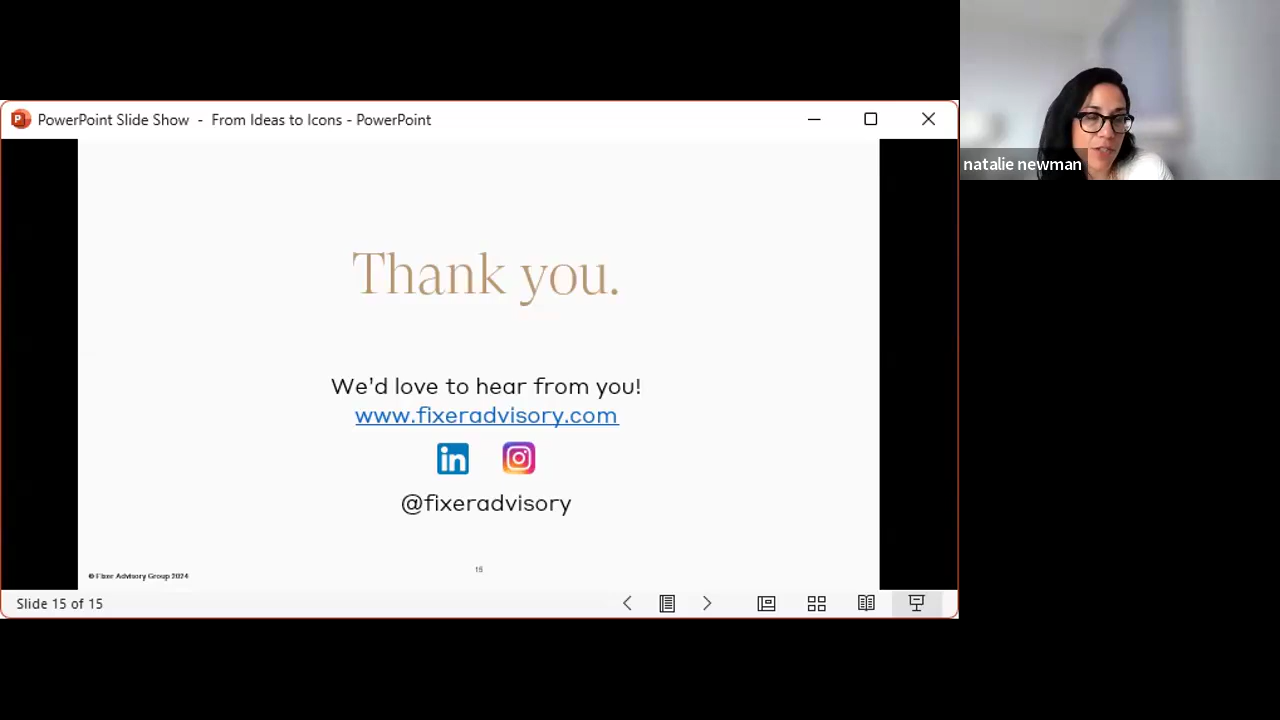 PowerPoint Slide Show - From Ideas to Icons - PowerPoint
natalie newman
Thank you.
We'd love to hear from you!
www.fixeradvisory.com
in
@fixeradvisory
© Fixer Advisory Group 2024
15
Slide 15 of 15